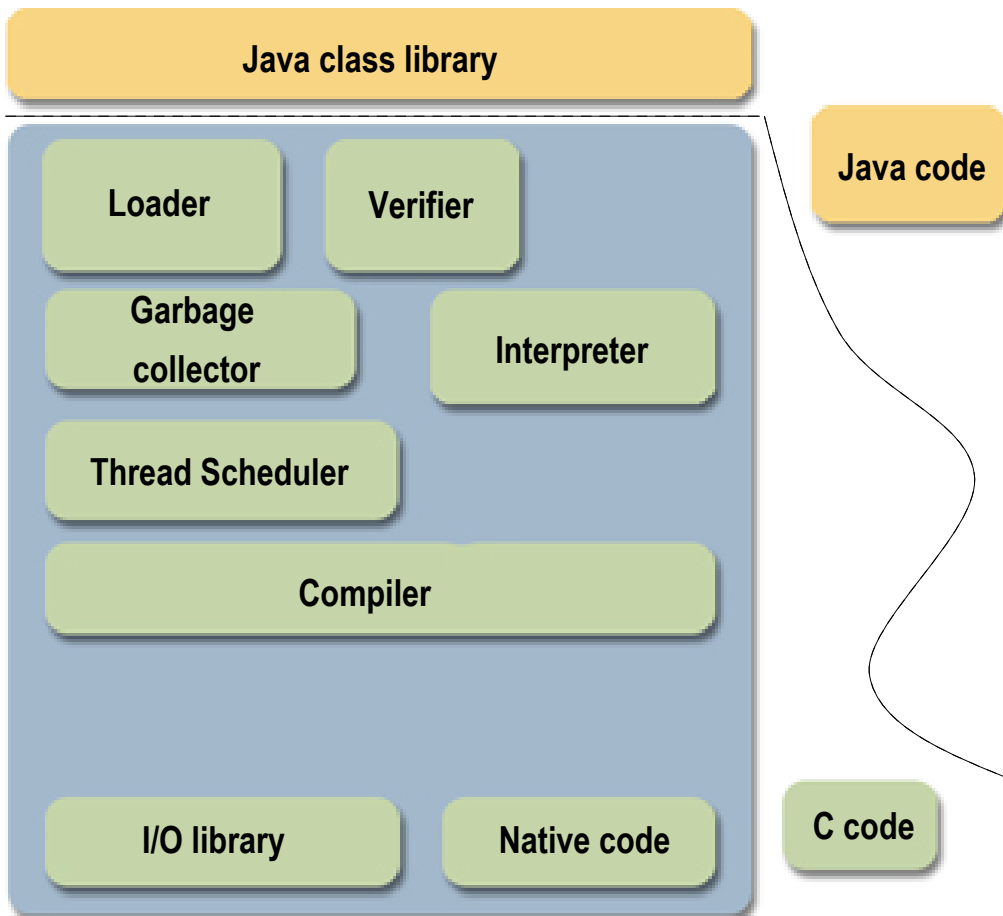 Java class library
Java code
Loader
Verifier
Garbage
collector
Interpreter
Thread Scheduler
Compiler
I/O library
Native code
C code